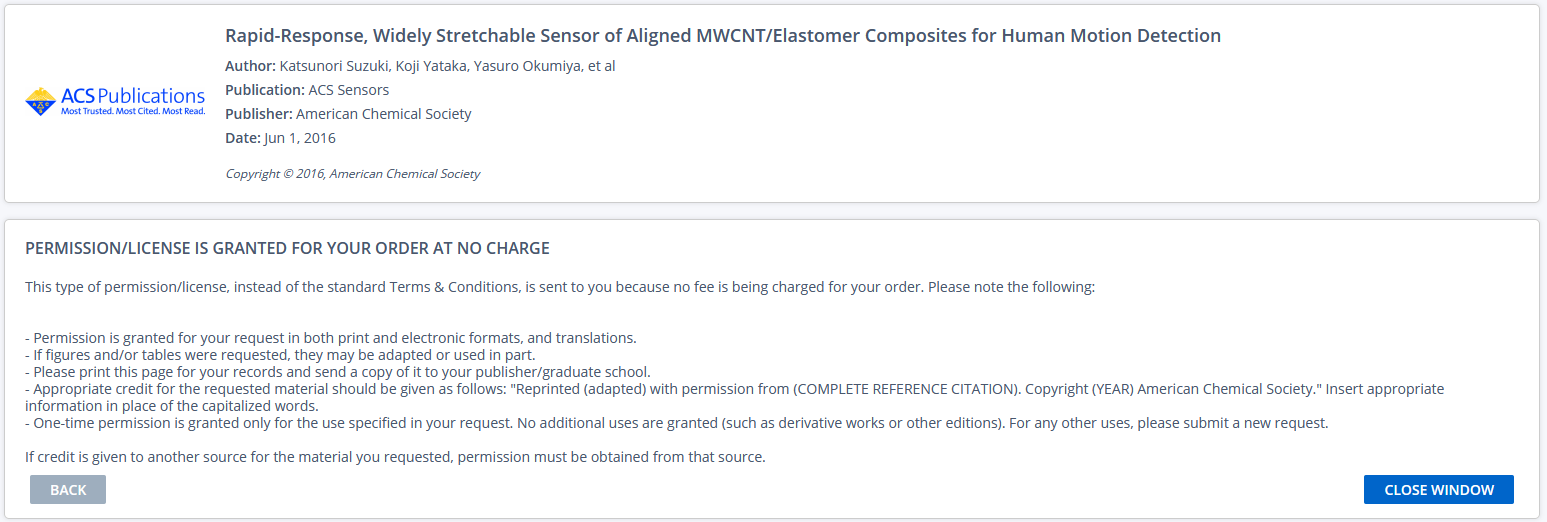 Rapid-Response, Widely Stretchable Sensor of Aligned MWCNT/Elastomer Composites for Human Motion Detection
ACS Publications
Most Trusted. Most Cited. Most Read.
Author: Katsunori Suzuki, Koji Yataka, Yasuro Okumiya, et al
Publication: ACS Sensors
Publisher: American Chemical Society
Date: Jun 1, 2016
Copyright © 2016, American Chemical Society
PERMISSION/LICENSE IS GRANTED FOR YOUR ORDER AT NO CHARGE
This type of permission/license, instead of the standard Terms & Conditions, is sent to you because no fee is being charged for your order. Please note the following:
- Permission is granted for your request in both print and electronic formats, and translations.
- If figures and/or tables were requested, they may be adapted or used in part.
- Please print this page for your records and send a copy of it to your publisher/graduate school.
- Appropriate credit for the requested material should be given as follows: "Reprinted (adapted) with permission from (COMPLETE REFERENCE CITATION). Copyright (YEAR) American Chemical Society." Insert appropriate
information in place of the capitalized words.
- One-time permission is granted only for the use specified in your request. No additional uses are granted (such as derivative works or other editions). For any other uses, please submit a new request.
If credit is given to another source for the material you requested, permission must be obtained from that source.
BACK
CLOSE WINDOW